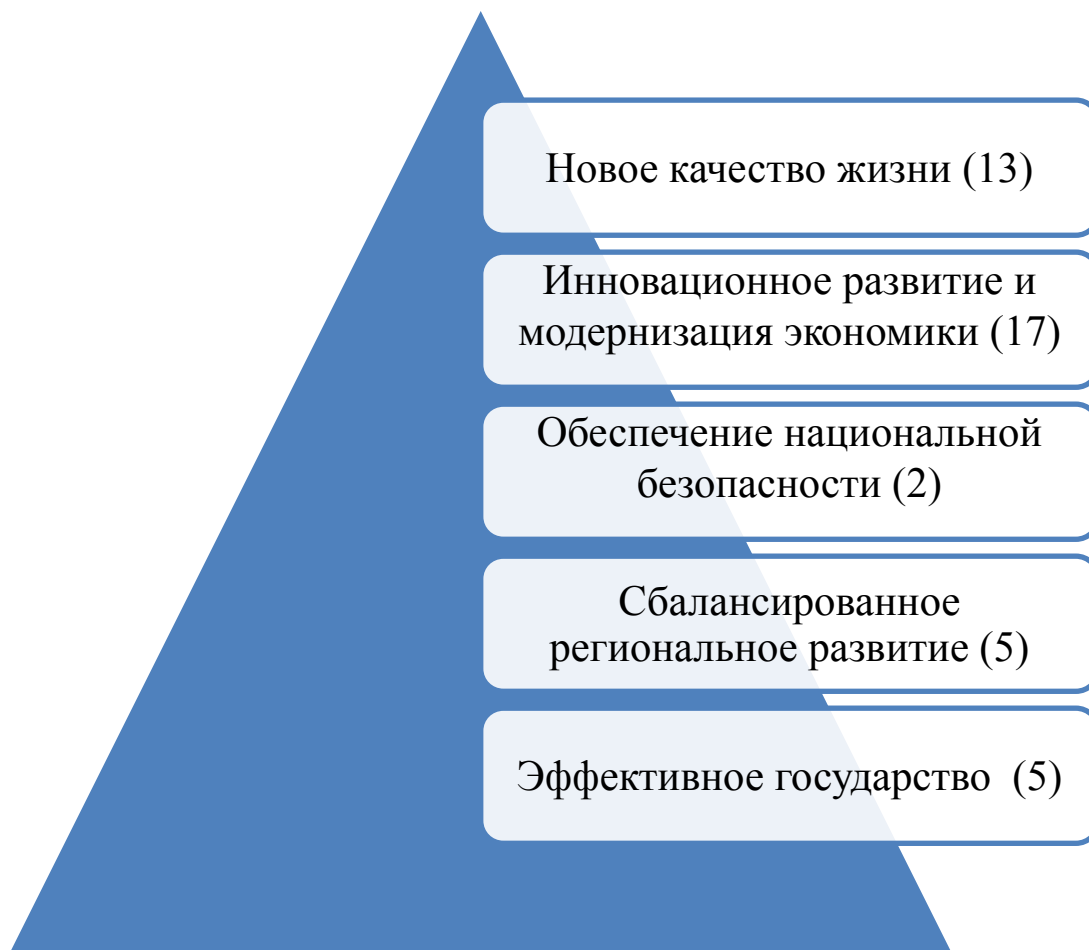 Новое качество жизни (13)
Инновационное развитие и
модернизация экономики (17)
Обеспечение национальной
безопасности (2)
Сбалансированное
региональное развитие (5)
Эффективное государство (5)